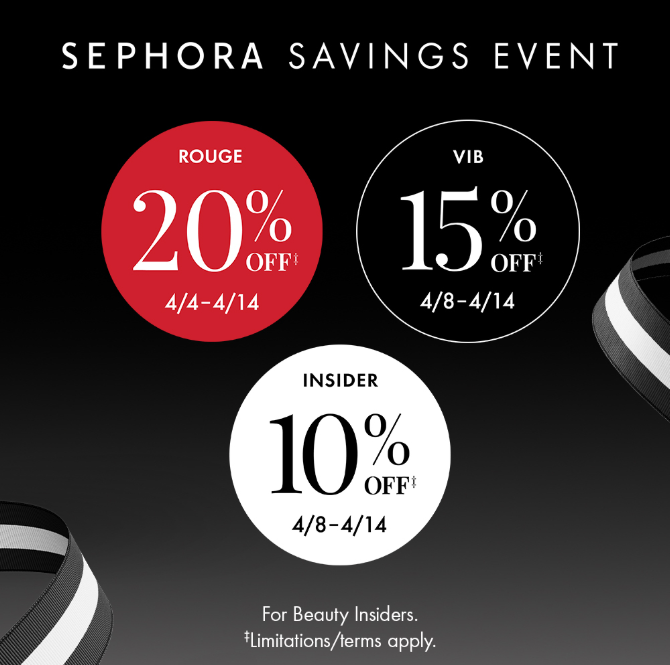 SEPHORA SAVINGS EVENT
ROUGE
20%
OFF‡
4/4–4/14
VIB
15%
OFF‡
4/8–4/14
INSIDER
10%
OFF‡
4/8–4/14
For Beauty Insiders.
‡Limitations/terms apply.